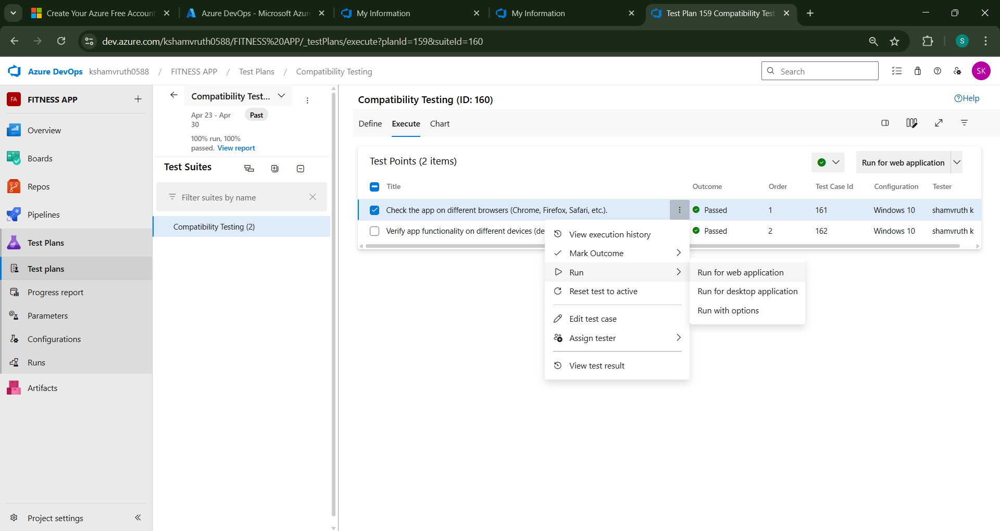 Create Your Azure Free Account
Azure DevOps - Microsoft Azur
My Information
My Information
Test Plan 159 Compatibility Test
dev.azure.com/kshamvruth0588/FITNESS%20APP/_testPlans/execute?planId=159&suiteId=160
S
Azure DevOps kshamvruth0588 / FITNESS APP / Test Plans / Compatibility Testing
Search
SK
FA FITNESS APP
Overview
Boards
Repos
Pipelines
Test Plans
Test plans
Progress report
Parameters
Configurations
Runs
Artifacts
Project settings
Compatibility Test...
Apr 23 - Apr
30
Past
100% run, 100%
passed. View report
Test Suites
Filter suites by name
Compatibility Testing (2)
Compatibility Testing (ID: 160)
Help
Define Execute Chart
Test Points (2 items)
Run for web application
Title Outcome Order Test Case Id Configuration Tester
Check the app on different browsers (Chrome, Firefox, Safari, etc.). Passed 1 161 Windows 10 shamvruth k
Verify app functionality on different devices (de Passed 2 162 Windows 10 shamvruth k
View execution history
Mark Outcome
Run
Reset test to active
Edit test case
Assign tester
View test result
Run for web application
Run for desktop application
Run with options